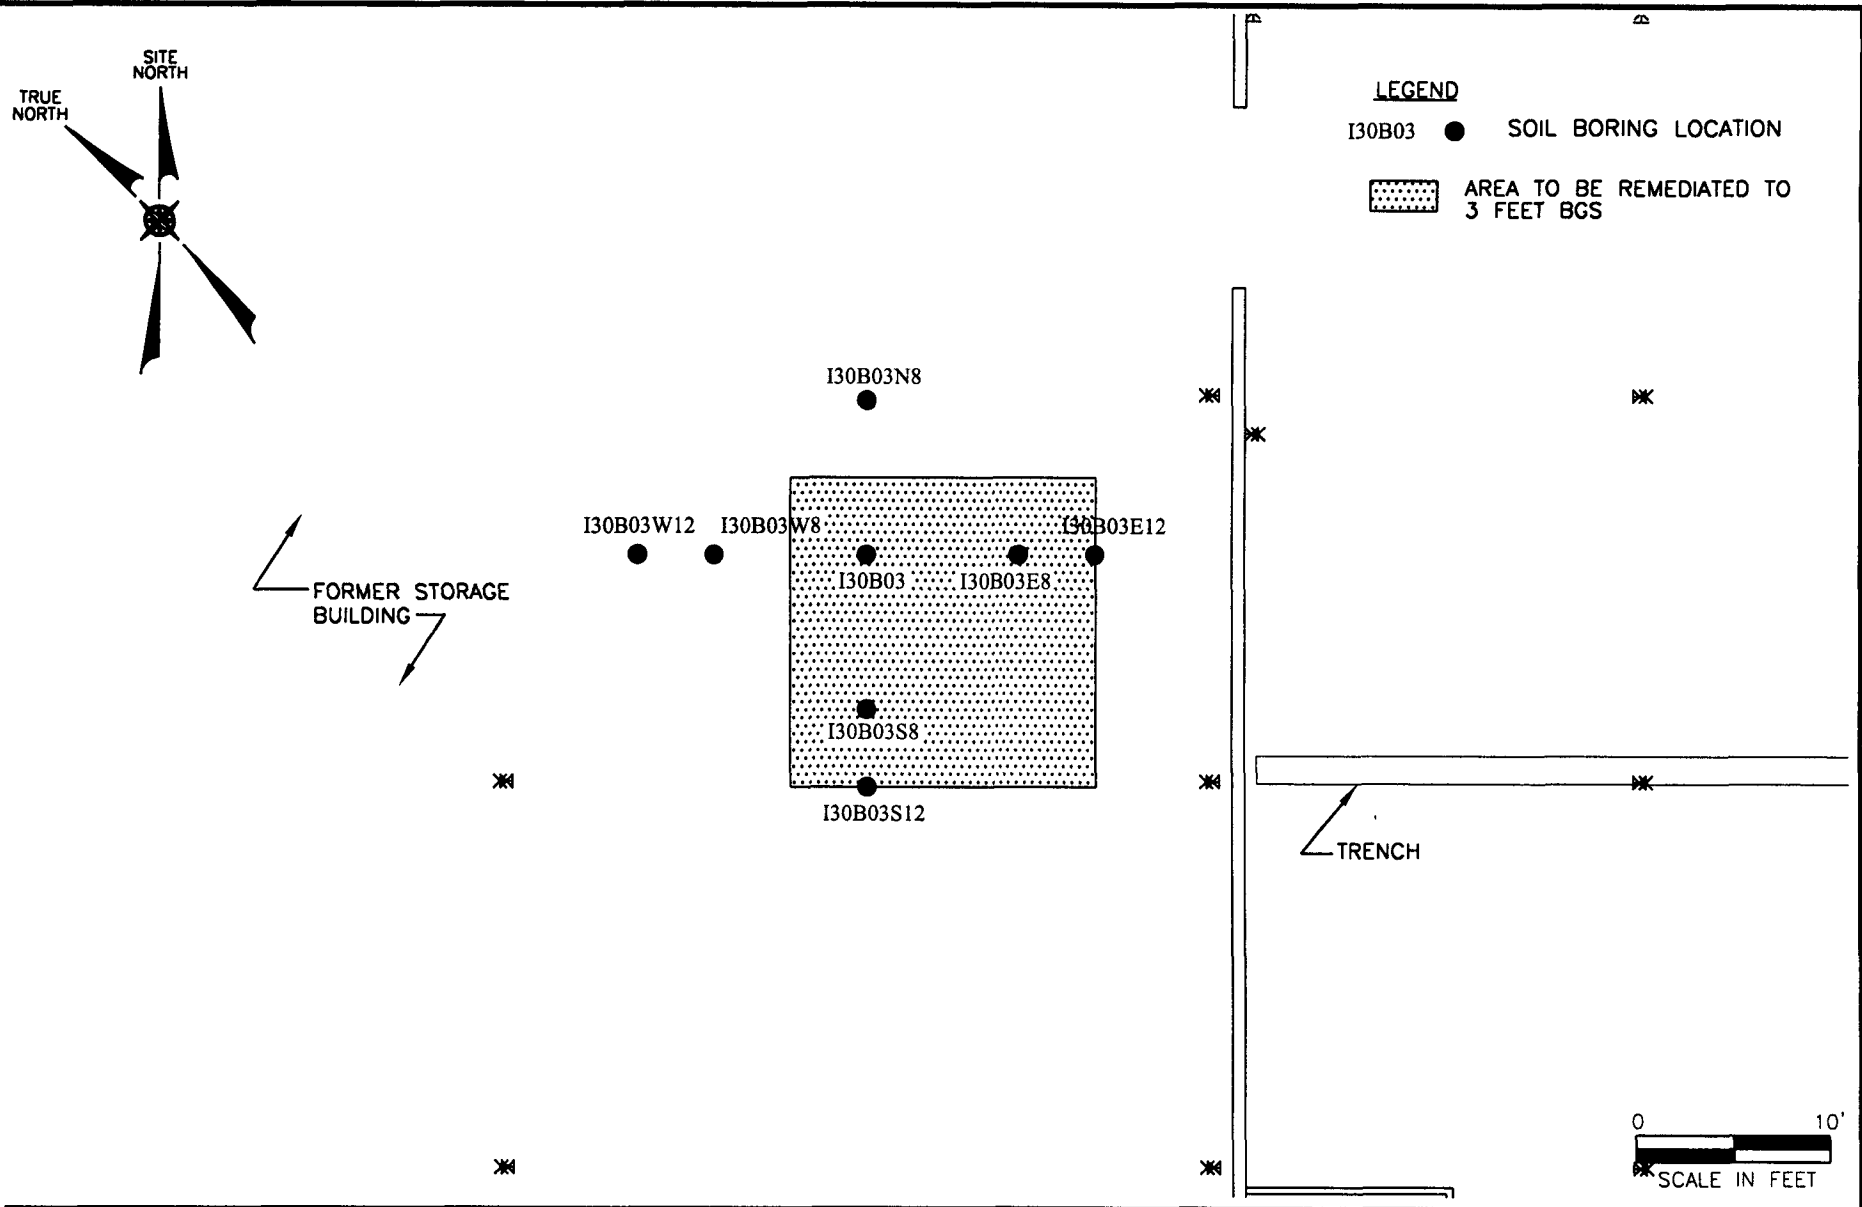 SITE
NORTH
TRUE
NORTH
LEGEND
I30B03 SOIL BORING LOCATION
AREA TO BE REMEDIATED TO
3 FEET BGS
I30B03N8
I30B03W12 I30B03W8 I30B03E12
I30B03 I30B03E8
FORMER STORAGE
BUILDING
I30B03S8
I30B03S12
TRENCH
0 10'
SCALE IN FEET